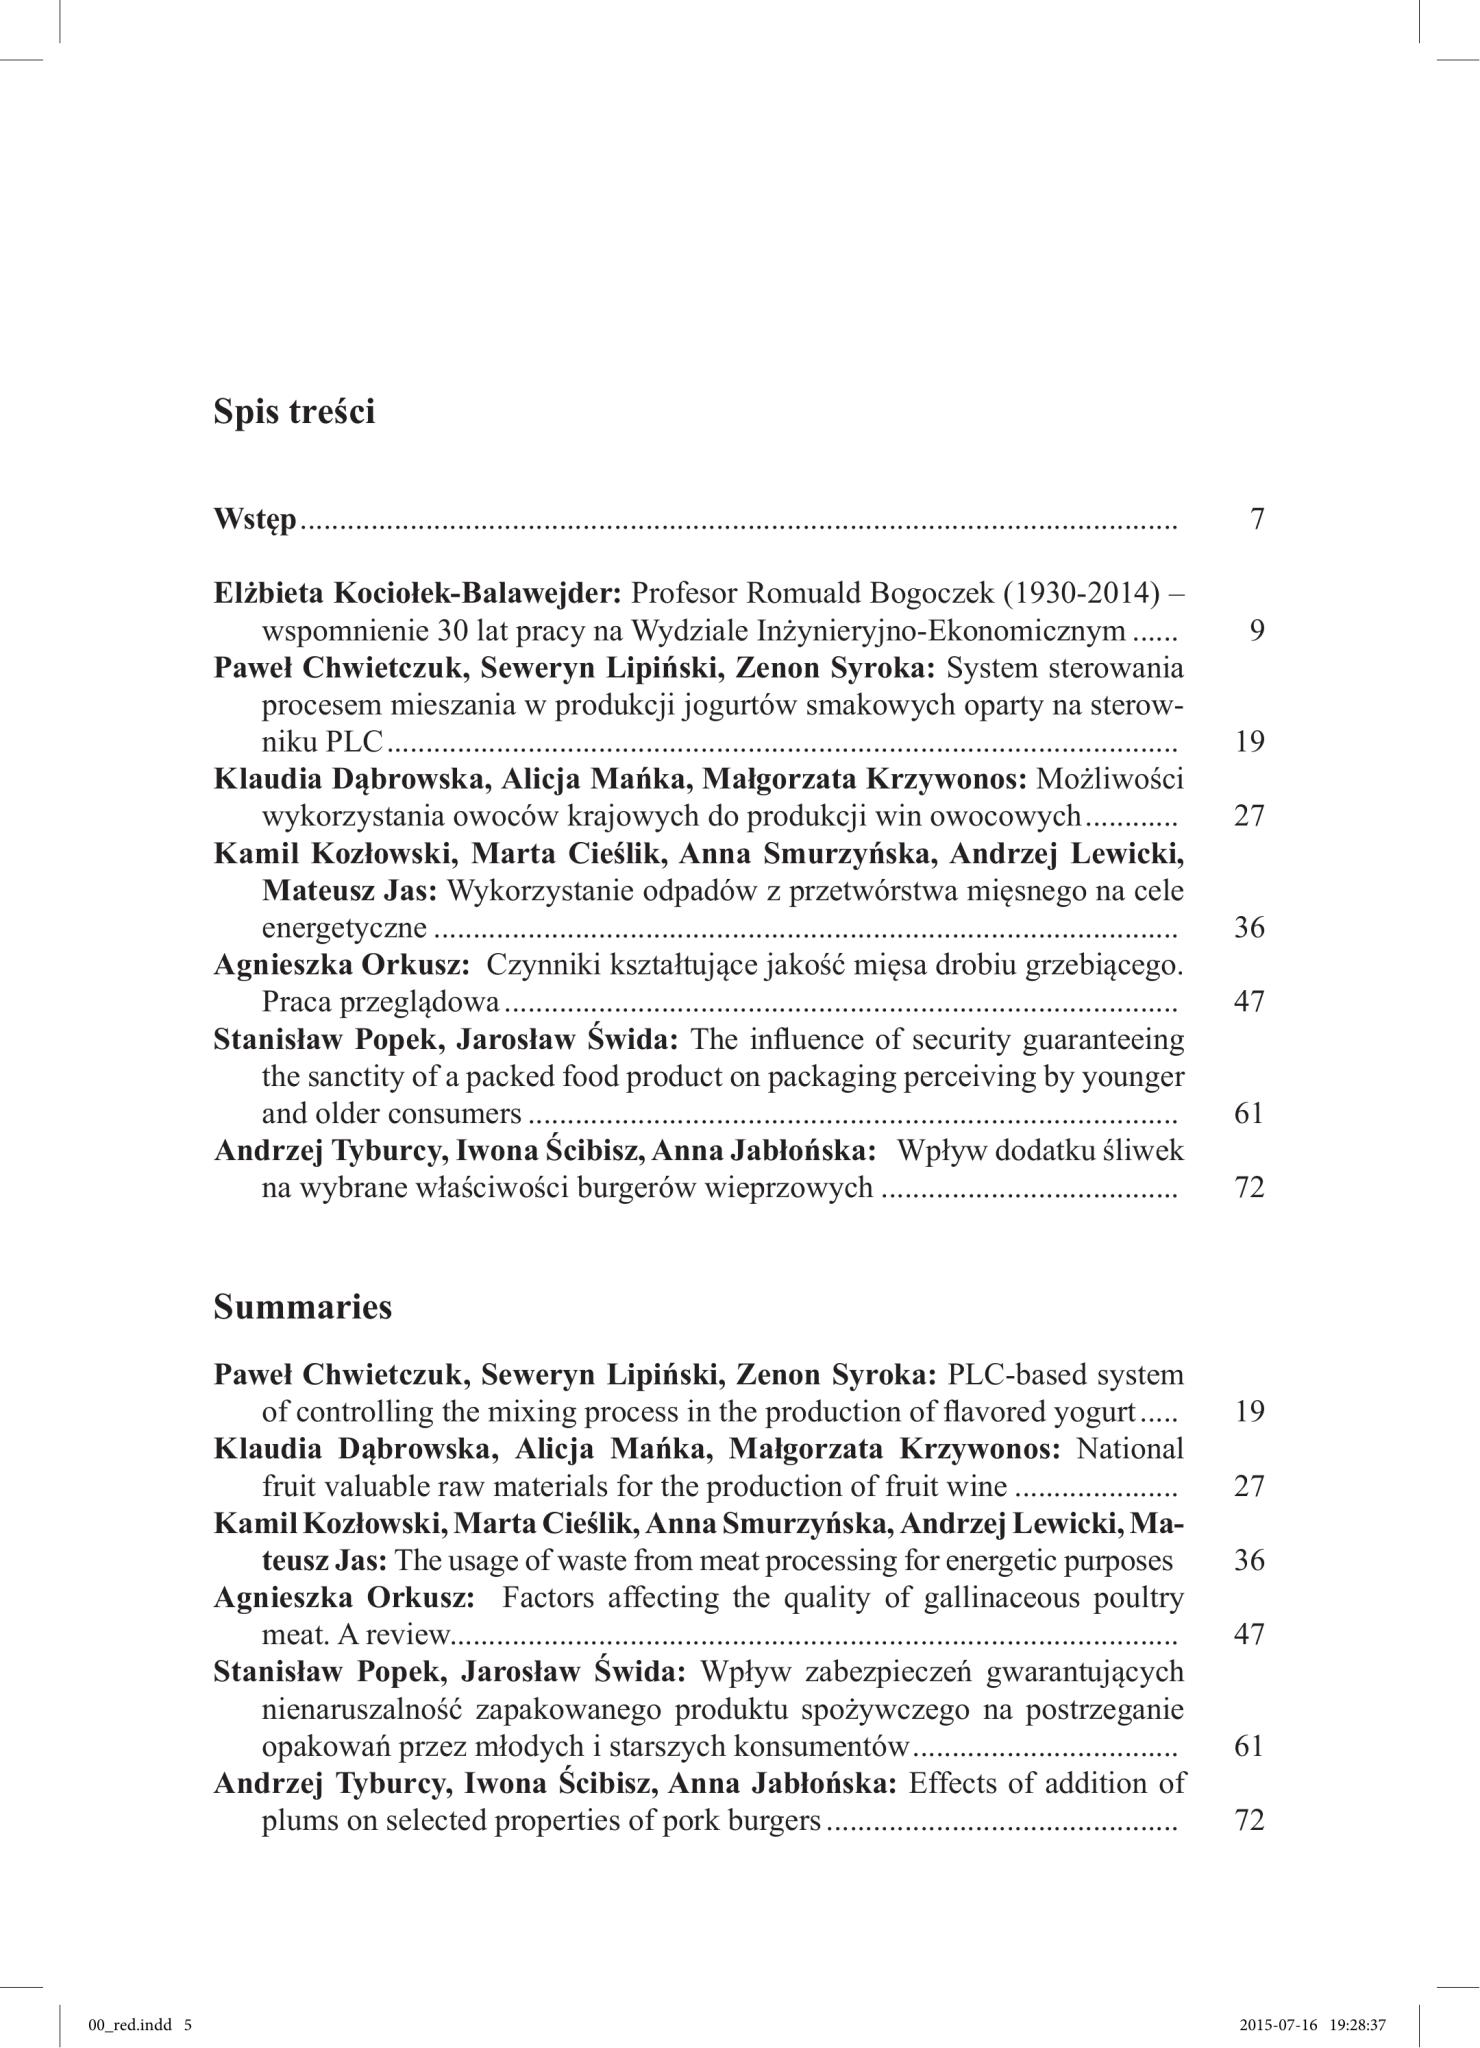 Spis treści
Wstęp................................................................................................................ 7
Elżbieta Kociołek-Balawejder: Profesor Romuald Bogoczek (1930-2014) –
wspomnienie 30 lat pracy na Wydziale Inżynieryjno-Ekonomicznym ...... 9
Paweł Chwietczuk, Seweryn Lipiński, Zenon Syroka: System sterowania
procesem mieszania w produkcji jogurtów smakowych oparty na sterow-
niku PLC..................................................................................................... 19
Klaudia Dąbrowska, Alicja Mańka, Małgorzata Krzywonos: Możliwości
wykorzystania owoców krajowych do produkcji win owocowych............ 27
Kamil Kozłowski, Marta Cieślik, Anna Smurzyńska, Andrzej Lewicki,
Mateusz Jas: Wykorzystanie odpadów z przetwórstwa mięsnego na cele
energetyczne ............................................................................................... 36
Agnieszka Orkusz: Czynniki kształtujące jakość mięsa drobiu grzebiącego.
Praca przeglądowa ...................................................................................... 47
Stanisław Popek, Jarosław Świda: The influence of security guaranteeing
the sanctity of a packed food product on packaging perceiving by younger
and older consumers ................................................................................... 61
Andrzej Tyburcy, Iwona Ścibisz, Anna Jabłońska: Wpływ dodatku śliwek
na wybrane właściwości burgerów wieprzowych ...................................... 72
Summaries
Paweł Chwietczuk, Seweryn Lipiński, Zenon Syroka: PLC-based system
of controlling the mixing process in the production of flavored yogurt..... 19
Klaudia Dąbrowska, Alicja Mańka, Małgorzata Krzywonos: National
fruit valuable raw materials for the production of fruit wine ..................... 27
Kamil Kozłowski, Marta Cieślik, Anna Smurzyńska, Andrzej Lewicki, Ma-
teusz Jas: The usage of waste from meat processing for energetic purposes 36
Agnieszka Orkusz: Factors affecting the quality of gallinaceous poultry
meat. A review............................................................................................. 47
Stanisław Popek, Jarosław Świda: Wpływ zabezpieczeń gwarantujących
nienaruszalność zapakowanego produktu spożywczego na postrzeganie
opakowań przez młodych i starszych konsumentów.................................. 61
Andrzej Tyburcy, Iwona Ścibisz, Anna Jabłońska: Effects of addition of
plums on selected properties of pork burgers............................................. 72
00_red.indd 5 2015-07-16 19:28:37